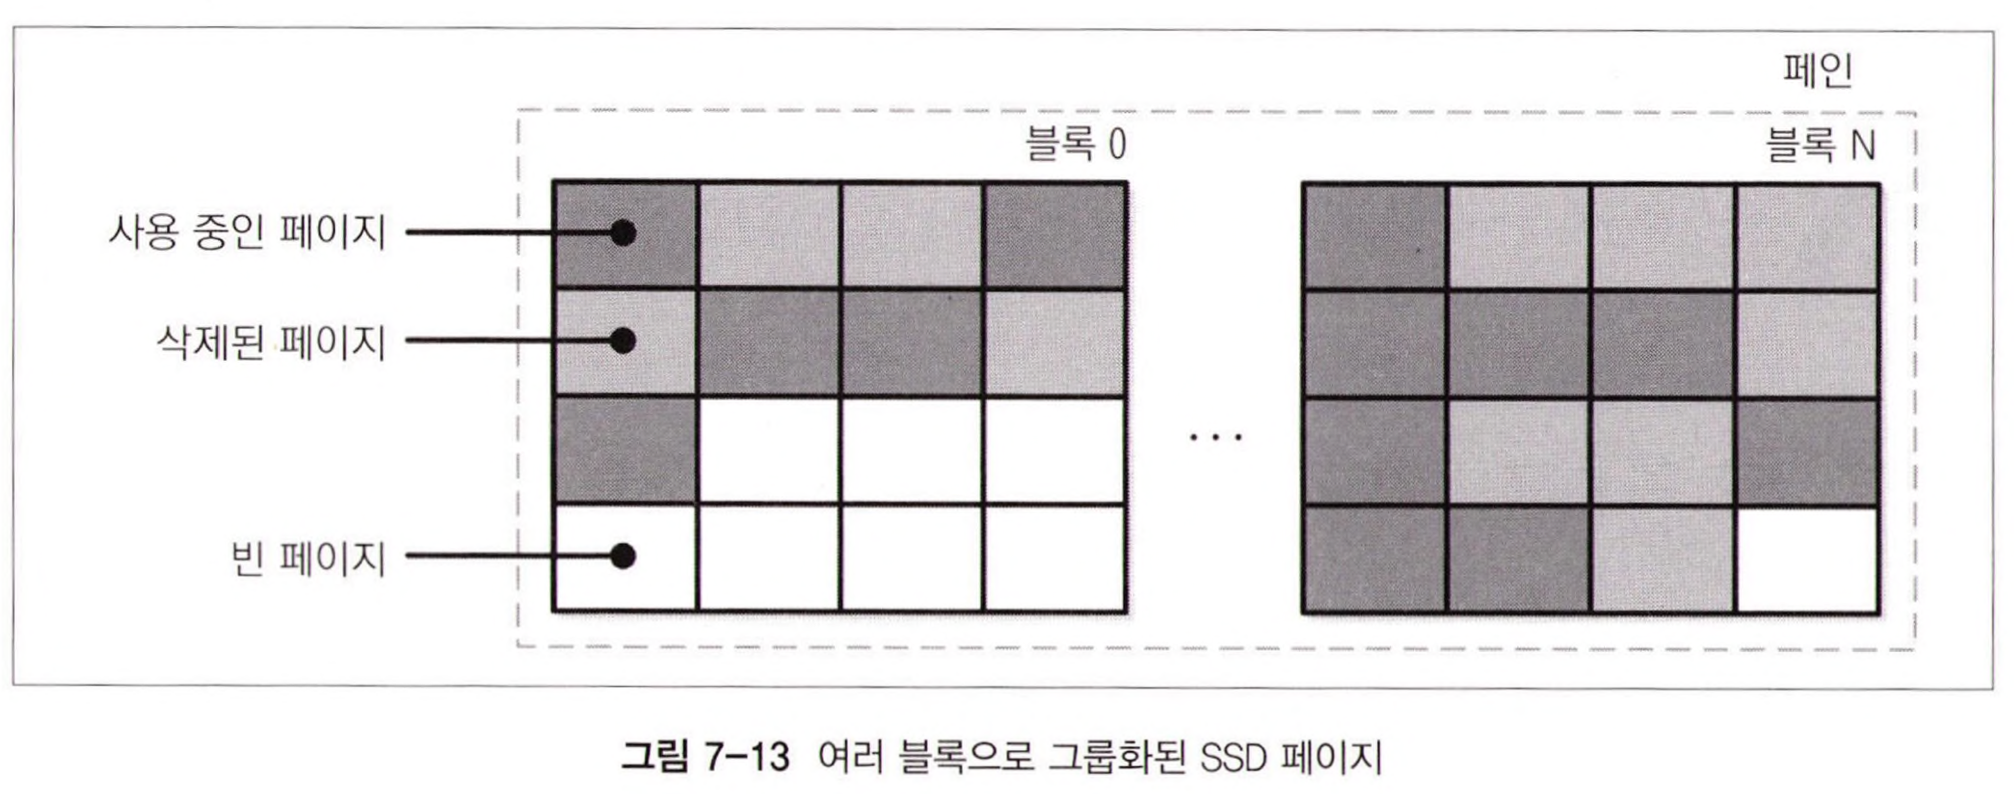 페인
블록 0
블록 N
사용 중인 페이지
삭제된 페이지
...
빈 페이지
그림 7-13 여러 블록으로 그룹화된 SSD 페이지